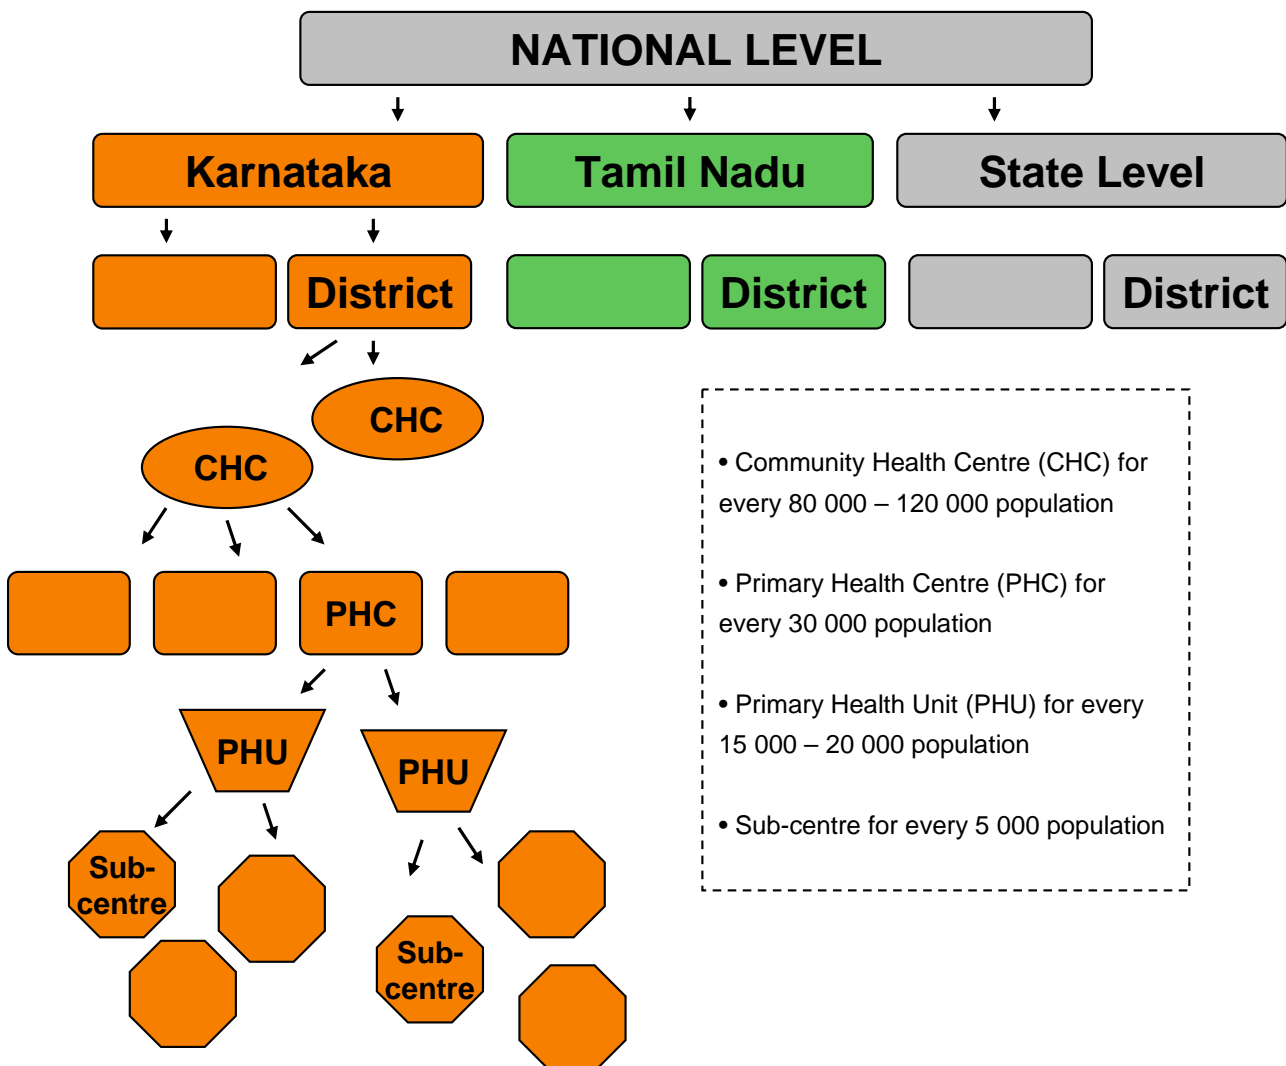 NATIONAL LEVEL
Karnataka
Tamil Nadu
State Level
District
District
District
CHC
CHC
PHC
PHU
PHU
Sub-
centre
Sub-
centre
• Community Health Centre (CHC) for
every 80 000 – 120 000 population
• Primary Health Centre (PHC) for
every 30 000 population
• Primary Health Unit (PHU) for every
15 000 – 20 000 population
• Sub-centre for every 5 000 population